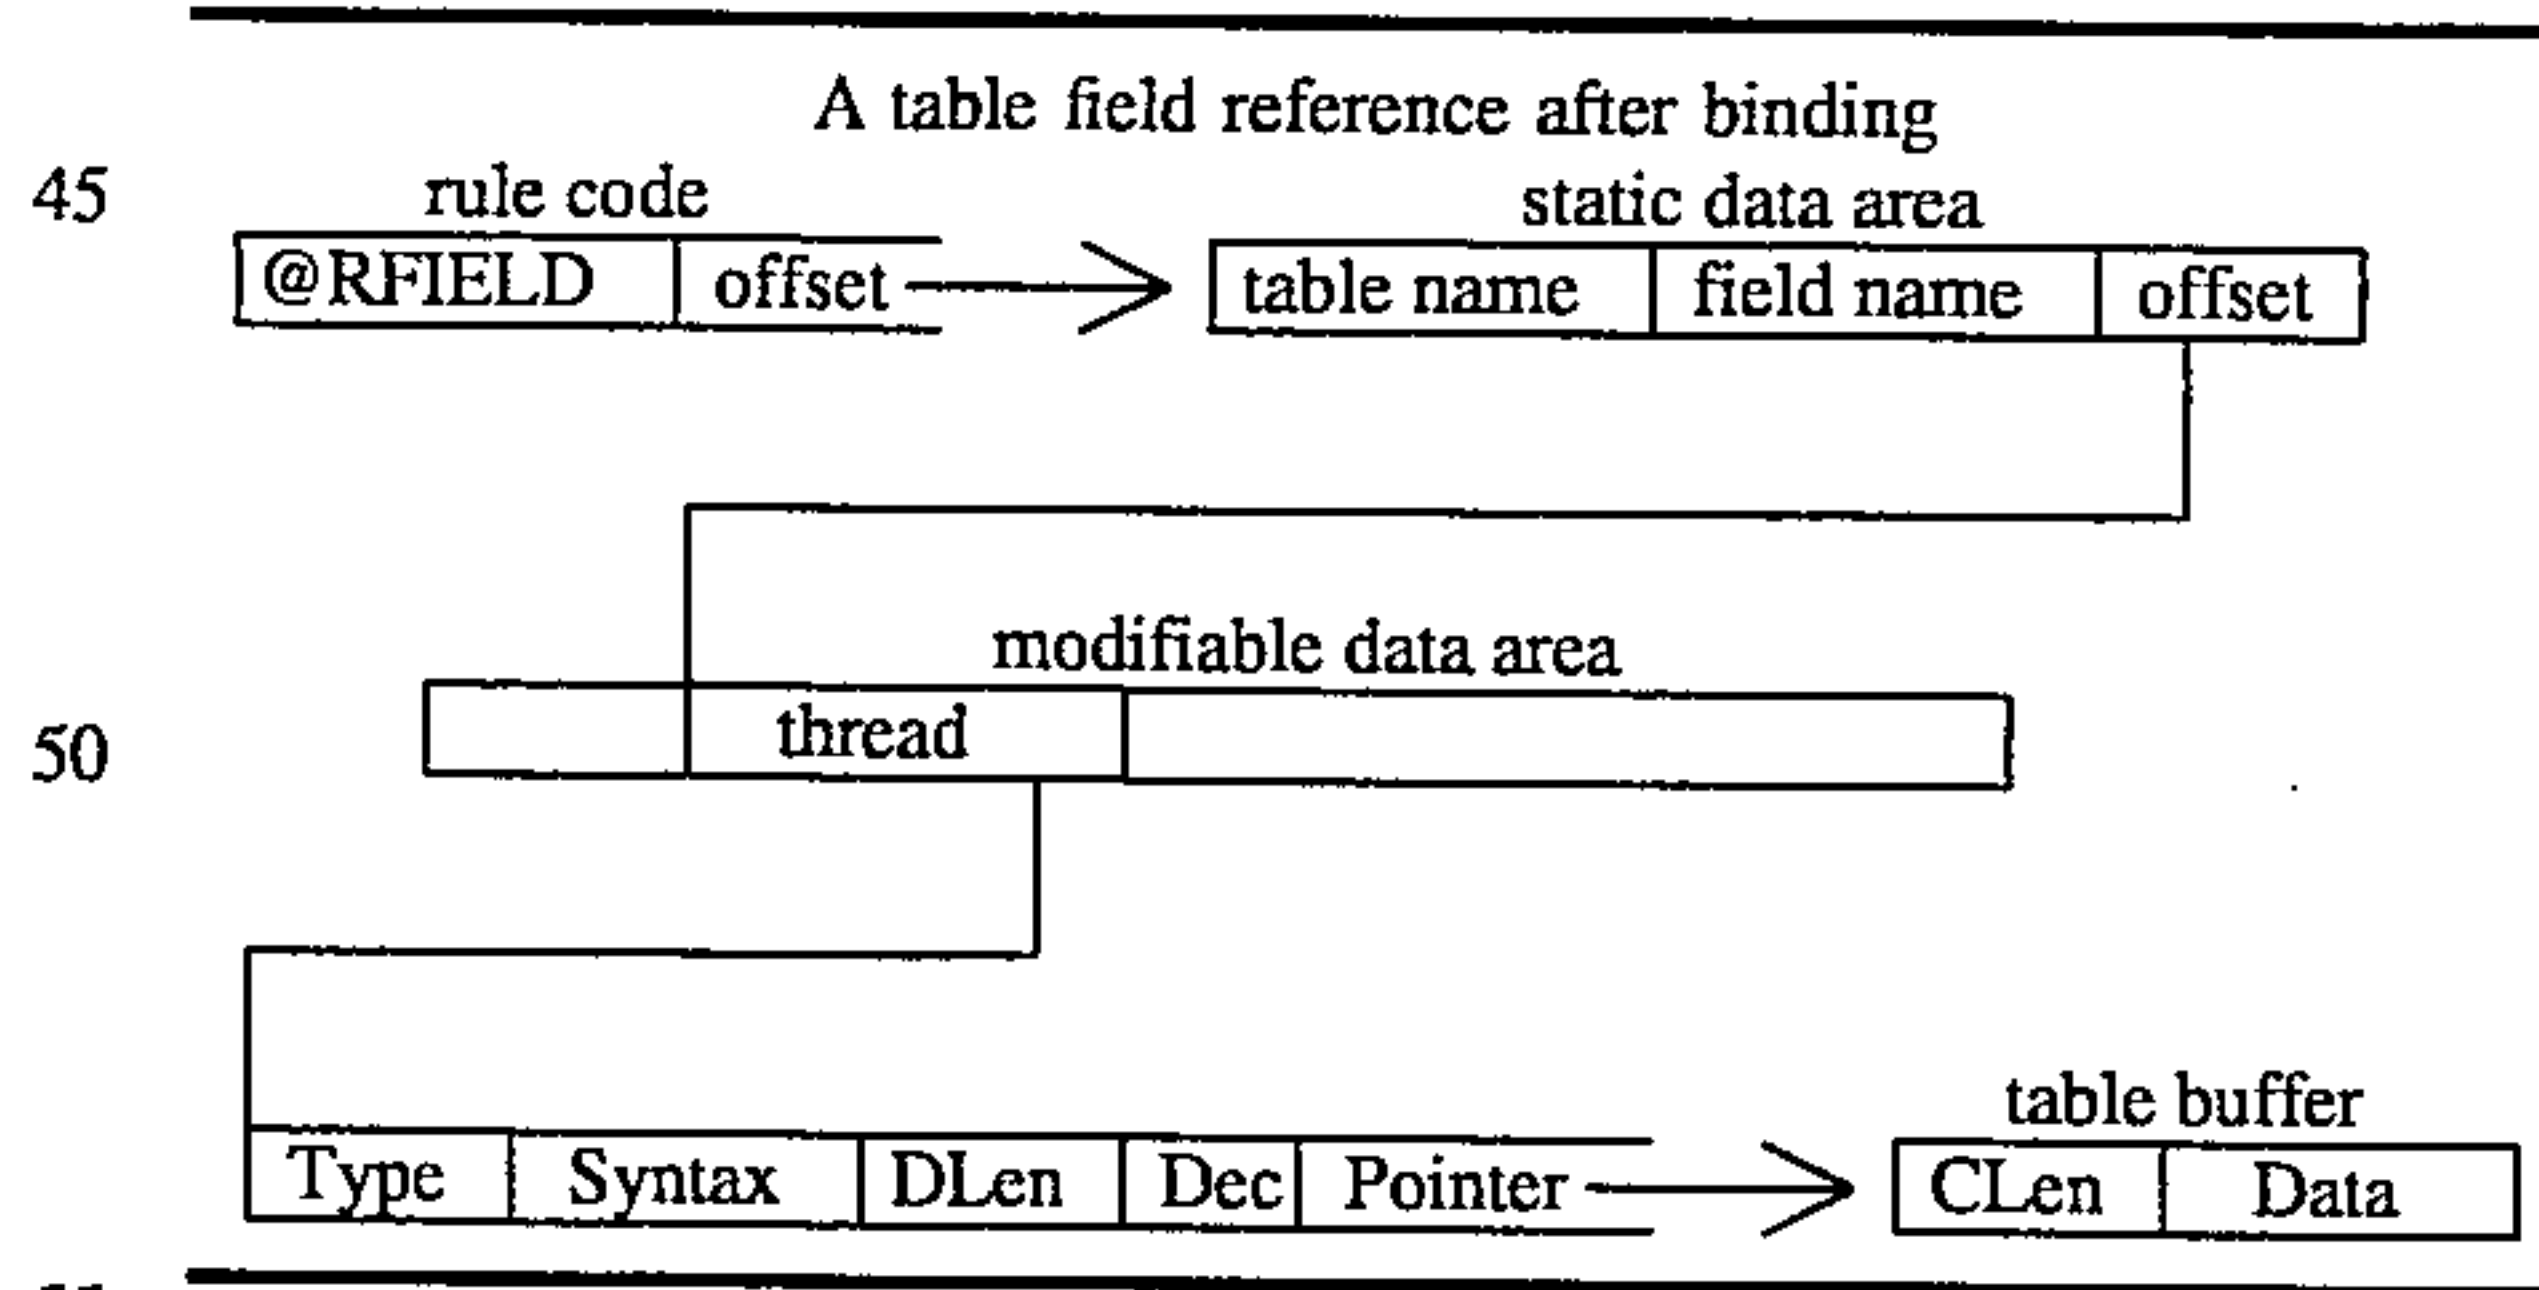 A table field reference after binding
45 rule code static data area
@RFIELD offset table name field name offset
modifiable data area
50 thread
table buffer
Type Syntax DLen Dec Pointer CLen Data